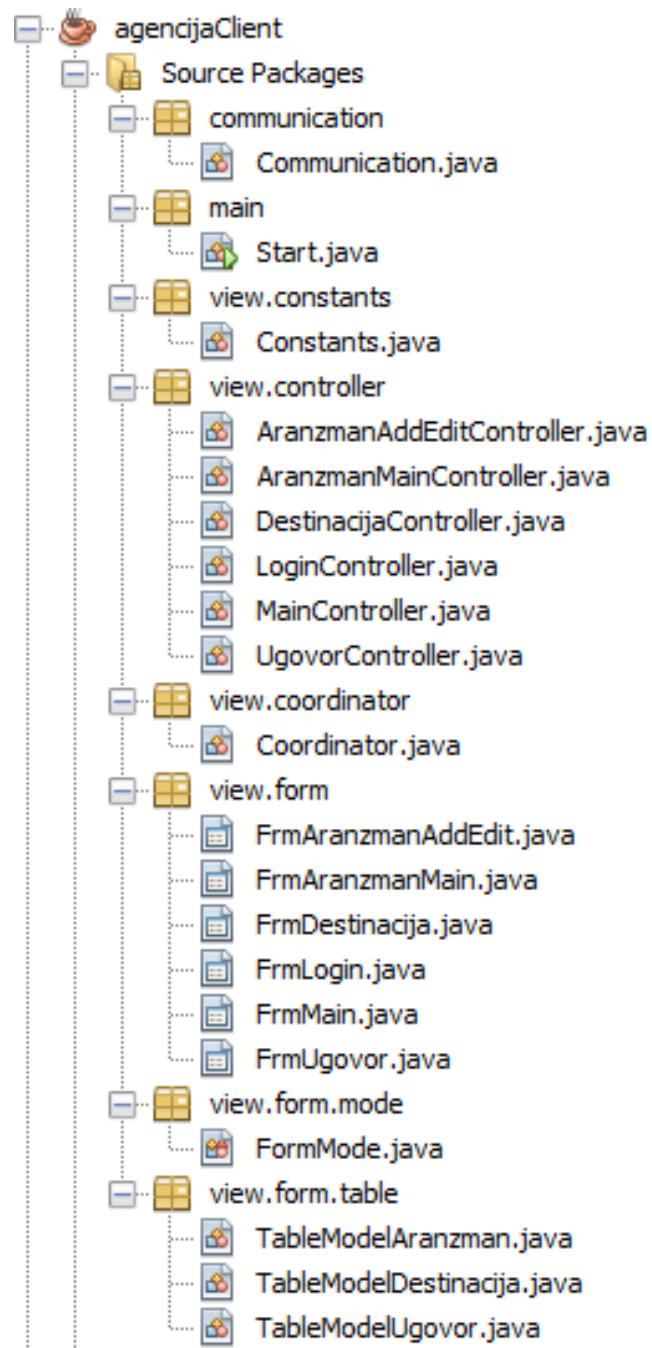 agencijaClient
Source Packages
communication
Communication.java
main
Start.java
view.constants
Constants.java
view.controller
AranzmanAddEditController.java
AranzmanMainController.java
DestinacijaController.java
LoginController.java
MainController.java
UgovorController.java
view.coordinator
Coordinator.java
view.form
FrmAranzmanAddEdit.java
FrmAranzmanMain.java
FrmDestinacija.java
FrmLogin.java
FrmMain.java
FrmUgovor.java
view.form.mode
FormMode.java
view.form.table
TableModelAranzman.java
TableModelDestinacija.java
TableModelUgovor.java